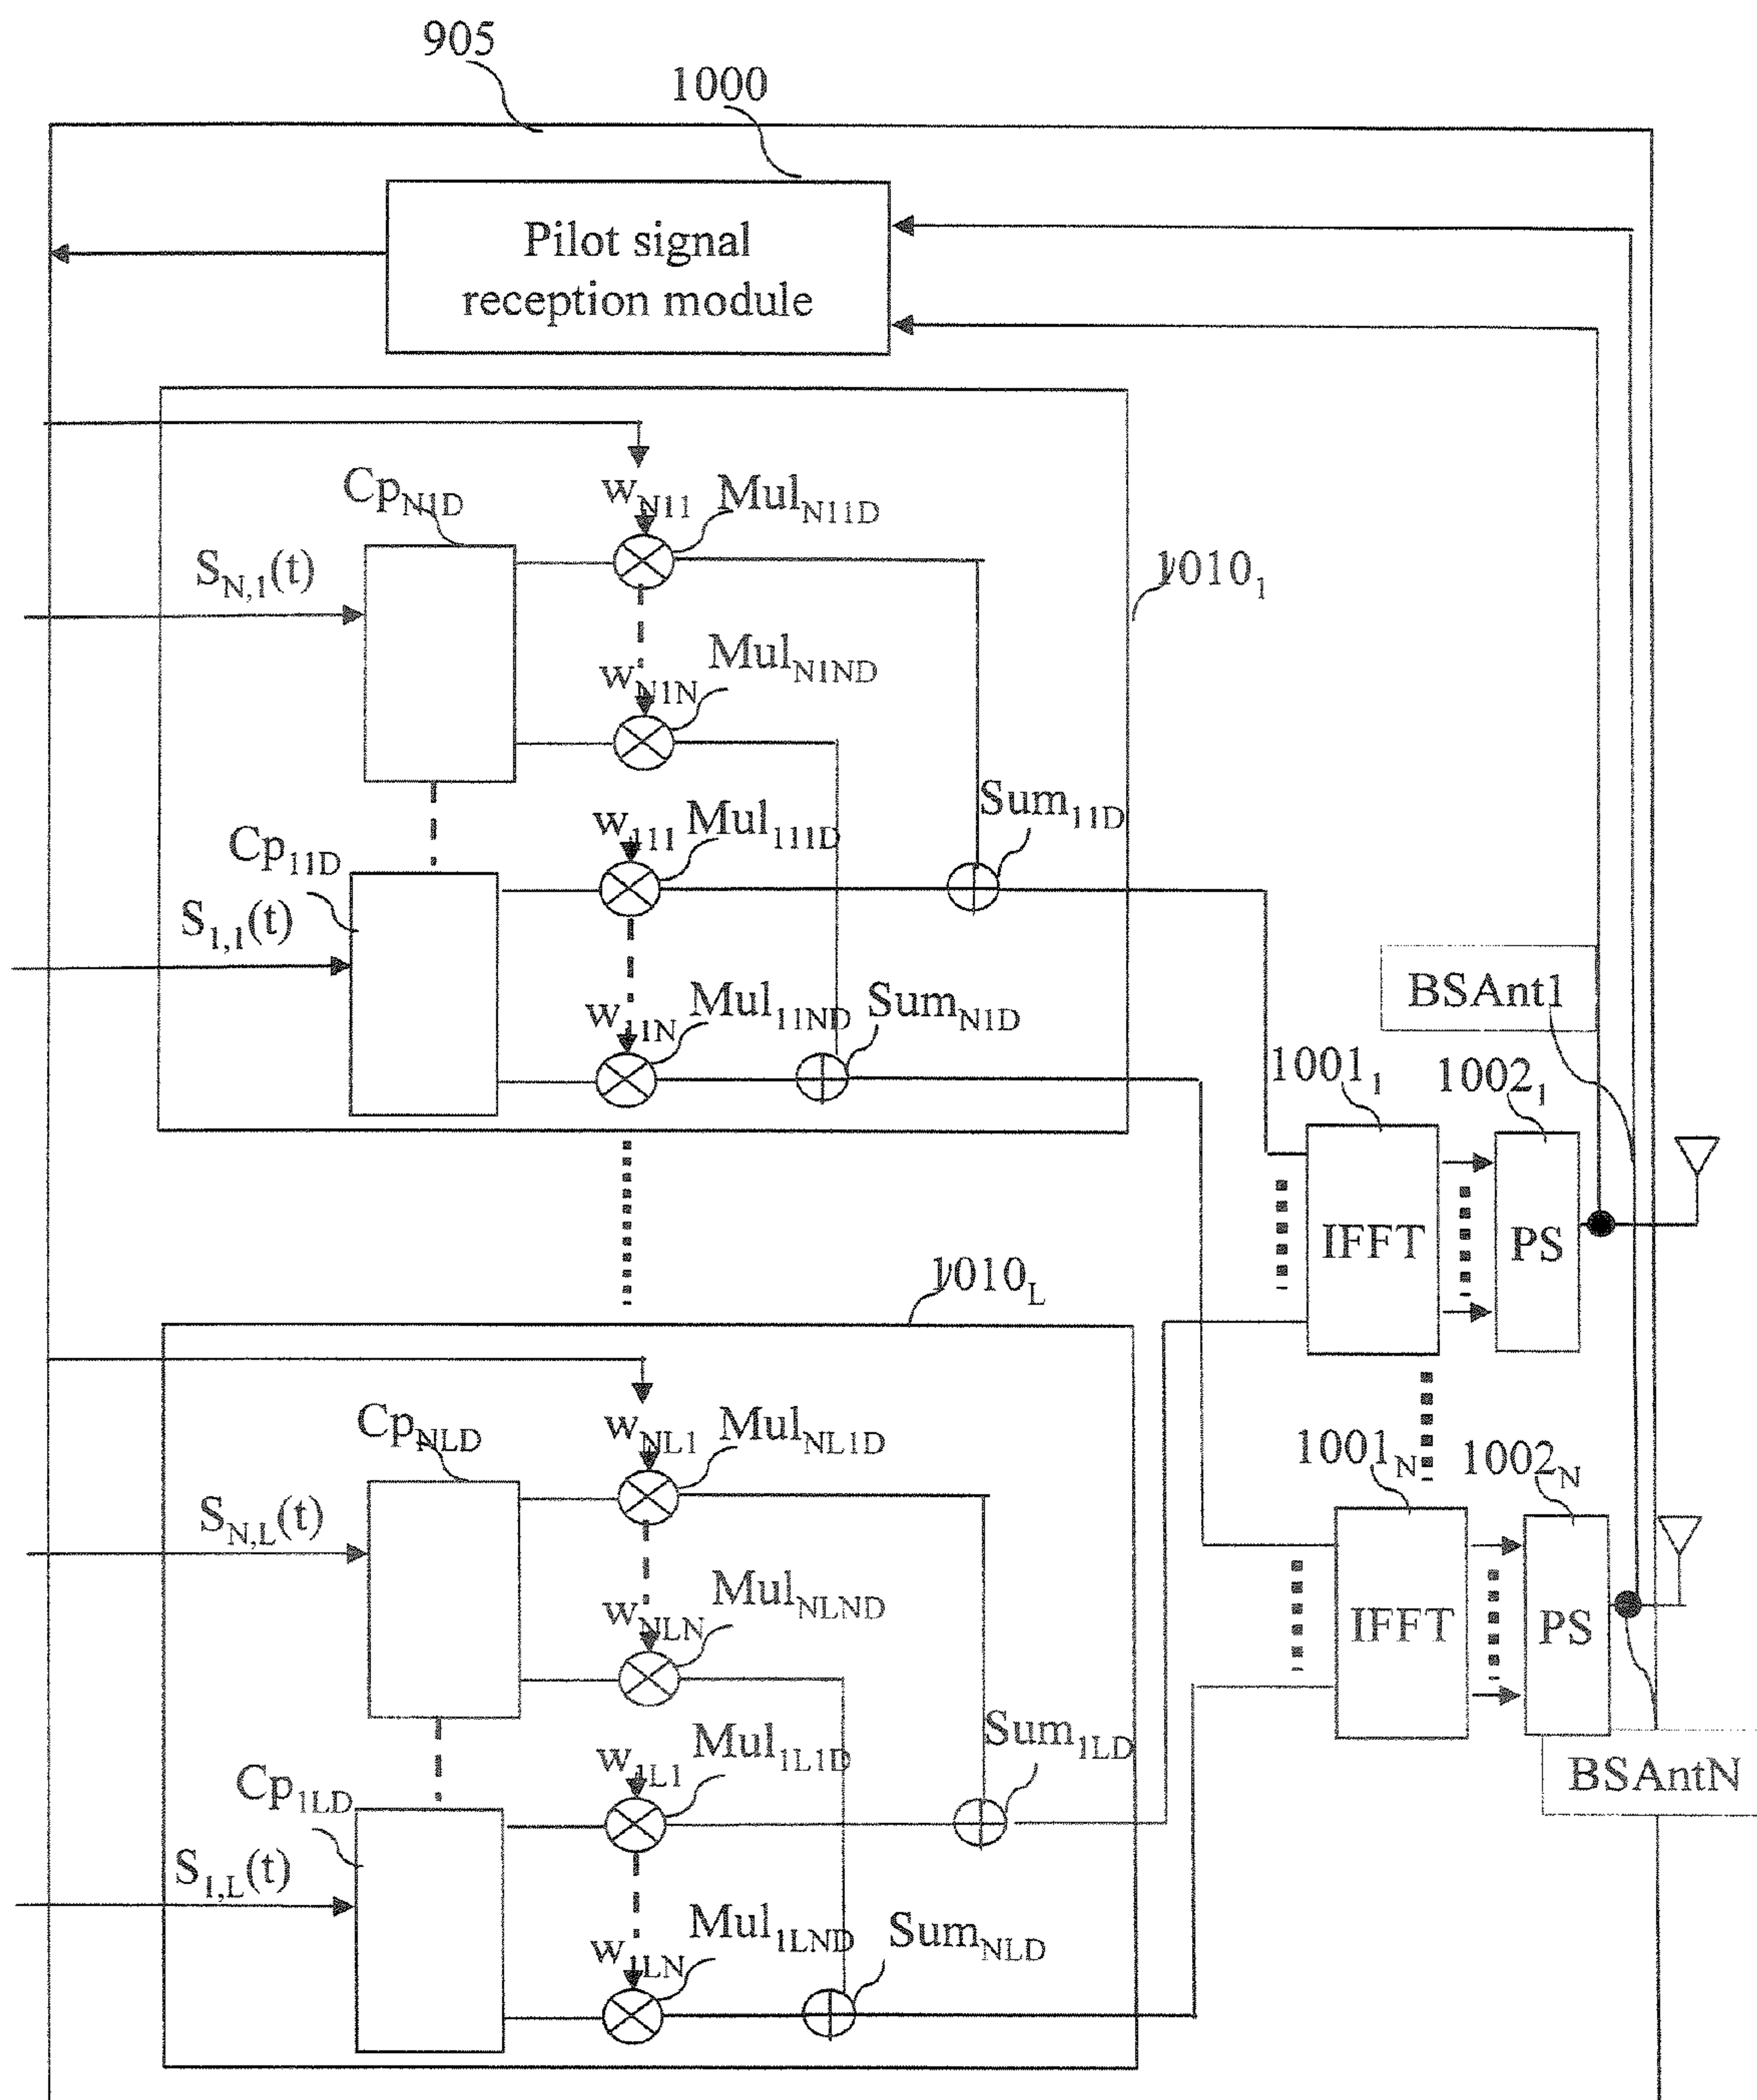 905
1000
Pilot signal
reception module
Cp_N1D
w_N11
Mul_N11D
S_N,1(t)
1010_1
w_N1N
Mul_N1ND
Sum_11D
Cp_11D
w_111
Mul_111D
S_1,1(t)
BSAnt1
w_11N
Mul_11ND
Sum_N1D
1001_1
1002_1
IFFT
PS
1010_L
Cp_NLD
w_NL1
Mul_NL1D
1001_N
1002_N
S_N,L(t)
w_NLN
Mul_NLND
IFFT
PS
Sum_1LD
Cp_1LD
w_1L1
Mul_1L1D
BSAntN
S_1,L(t)
w_1LN
Mul_1LND
Sum_NLD